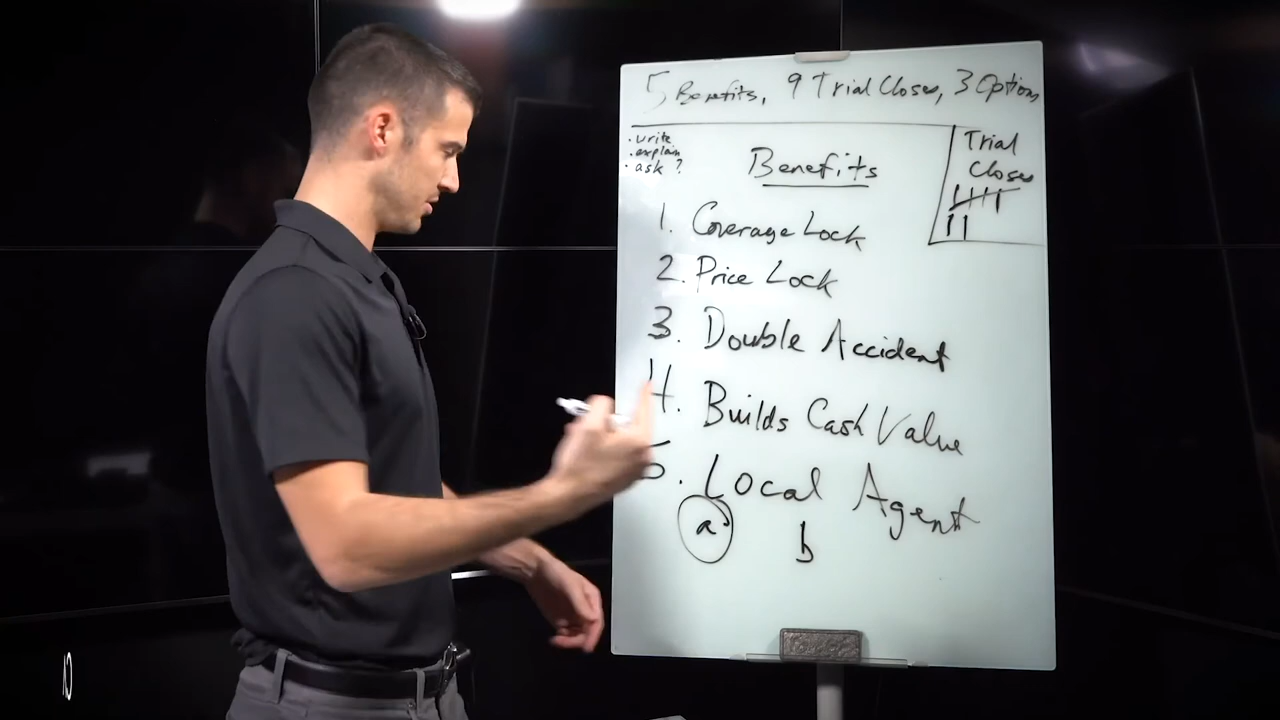 5 Benefits, 9 Trial Closes, 3 Options
• write
• explain
• ask ?
Benefits
Trial
Closes
1. Coverage Lock
2. Price Lock
3. Double Accident
4. Builds Cash Value
5. Local Agent
a
b